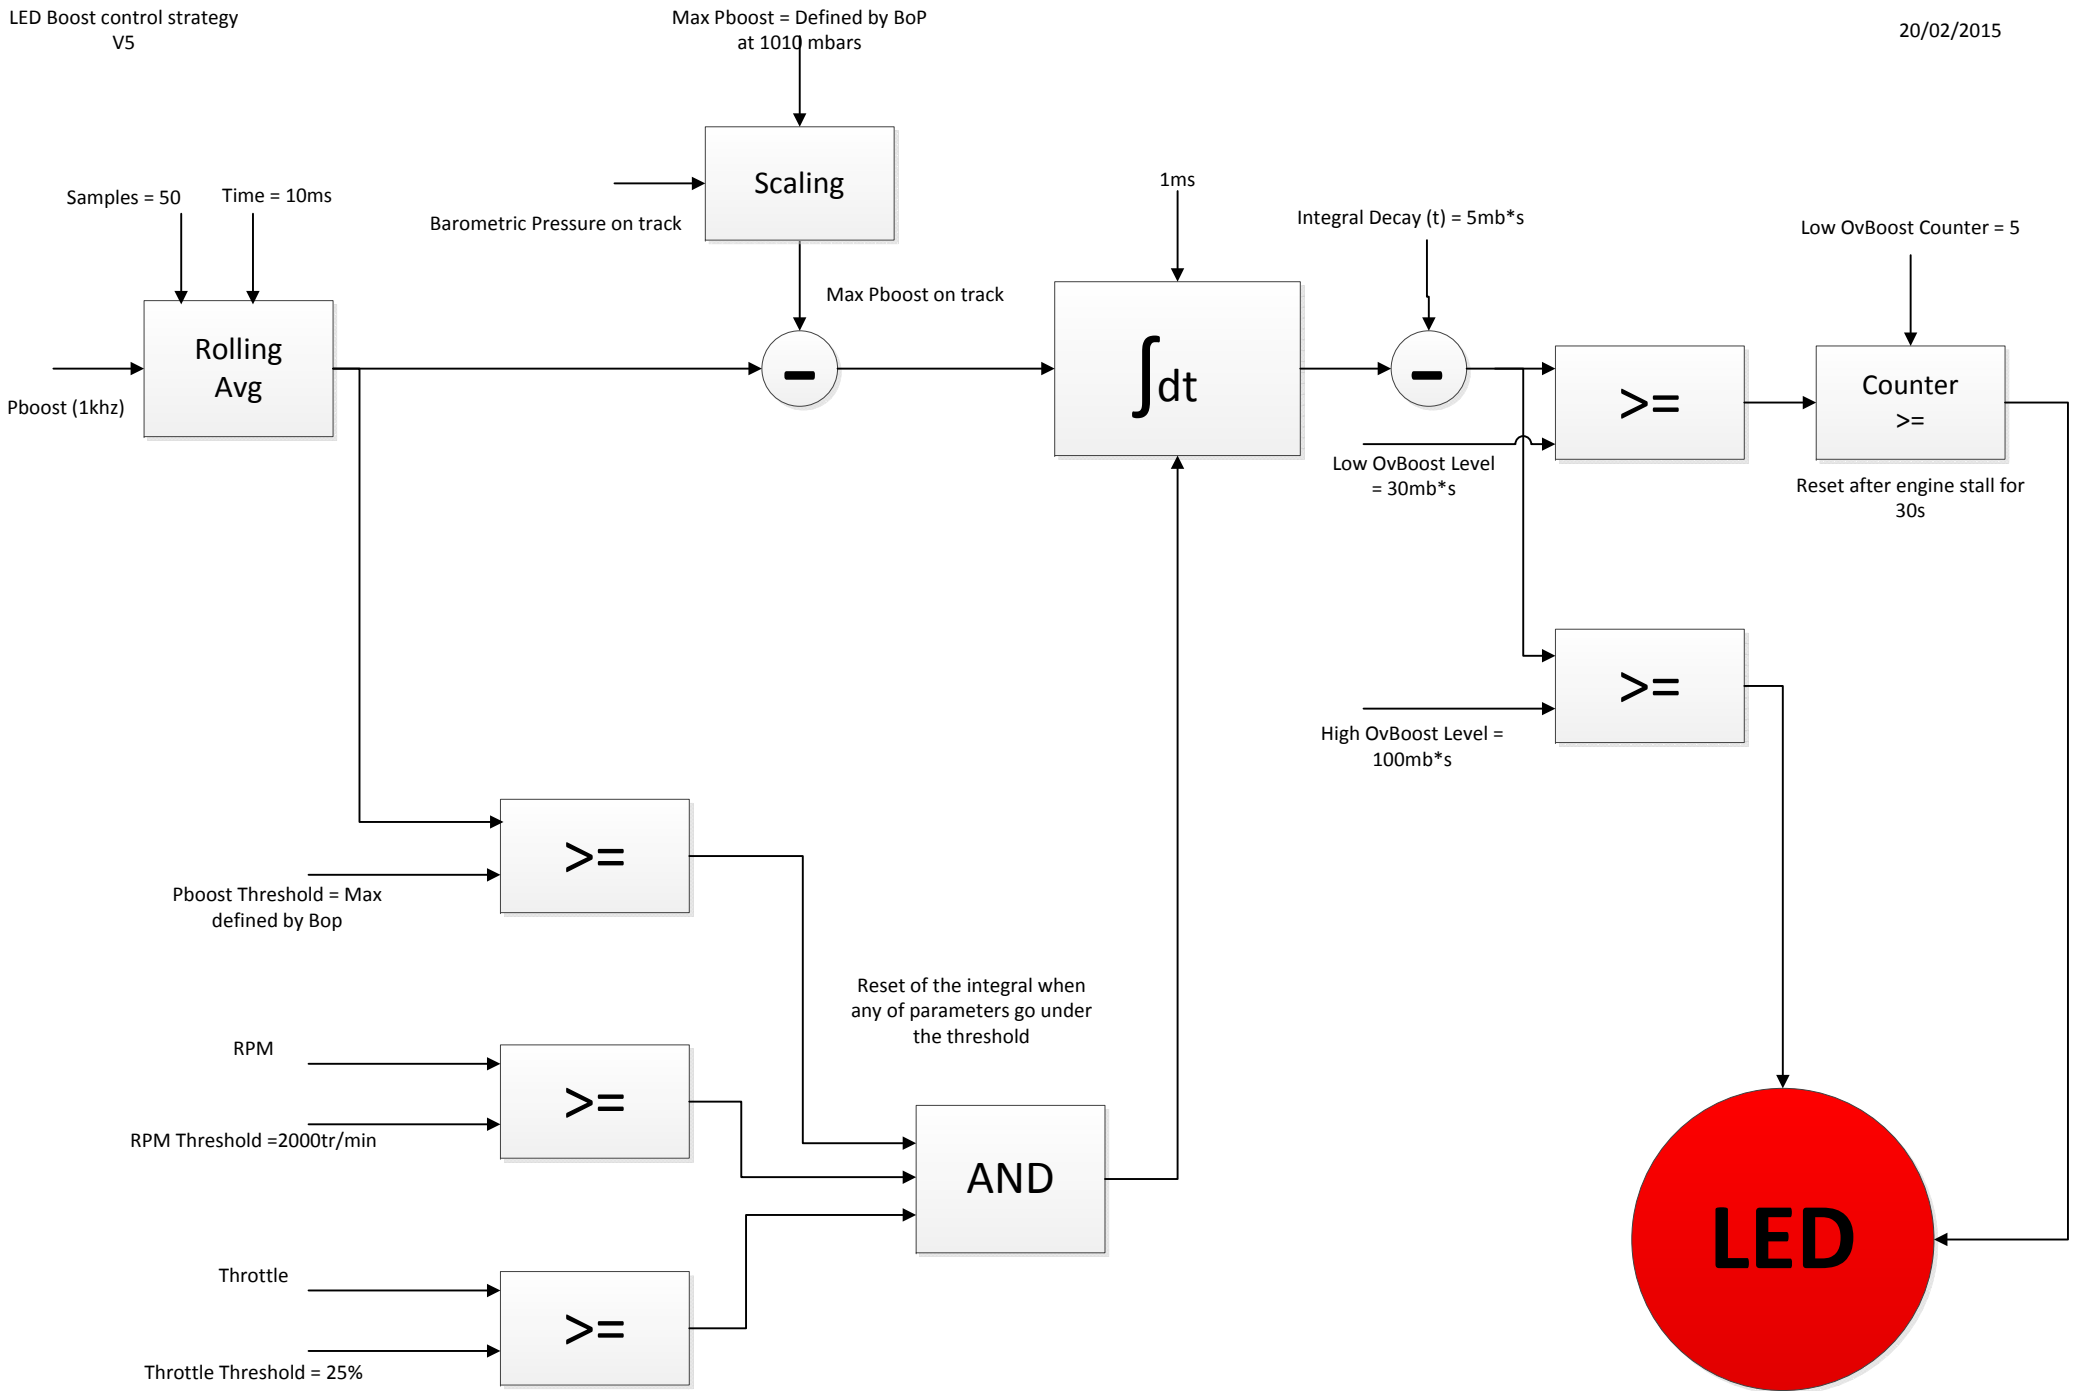 LED Boost control strategy
V5
Max Pboost = Defined by BoP
at 1010 mbars
20/02/2015
Scaling
Barometric Pressure on track
Samples = 50
Time = 10ms
Rolling
Avg
Pboost (1khz)
Max Pboost on track
-
1ms
∫dt
Integral Decay (t) = 5mb*s
-
Low OvBoost Counter = 5
>=
Counter
>=
Low OvBoost Level
= 30mb*s
Reset after engine stall for
30s
>=
High OvBoost Level =
100mb*s
>=
Pboost Threshold = Max
defined by Bop
Reset of the integral when
any of parameters go under
the threshold
RPM
>=
RPM Threshold =2000tr/min
AND
Throttle
>=
Throttle Threshold = 25%
LED